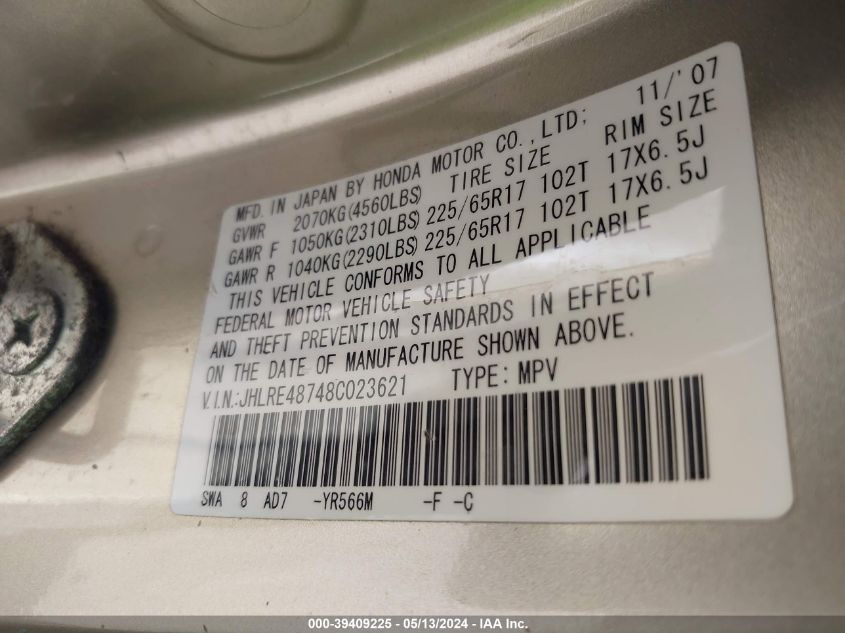 MFD. IN JAPAN BY HONDA MOTOR CO., LTD; 11/'07
GVWR 2070KG(4560LBS) TIRE SIZE RIM SIZE
GAWR F 1050KG(2310LBS) 225/65R17 102T 17X6.5J
GAWR R 1040KG(2290LBS) 225/65R17 102T 17X6.5J
THIS VEHICLE CONFORMS TO ALL APPLICABLE
FEDERAL MOTOR VEHICLE SAFETY
AND THEFT PREVENTION STANDARDS IN EFFECT
ON THE DATE OF MANUFACTURE SHOWN ABOVE.
V.I.N.:JHLRE48748C023621 TYPE: MPV
SWA 8 AD7 -YR566M -F -C
000-39409225 - 05/13/2024 - IAA Inc.